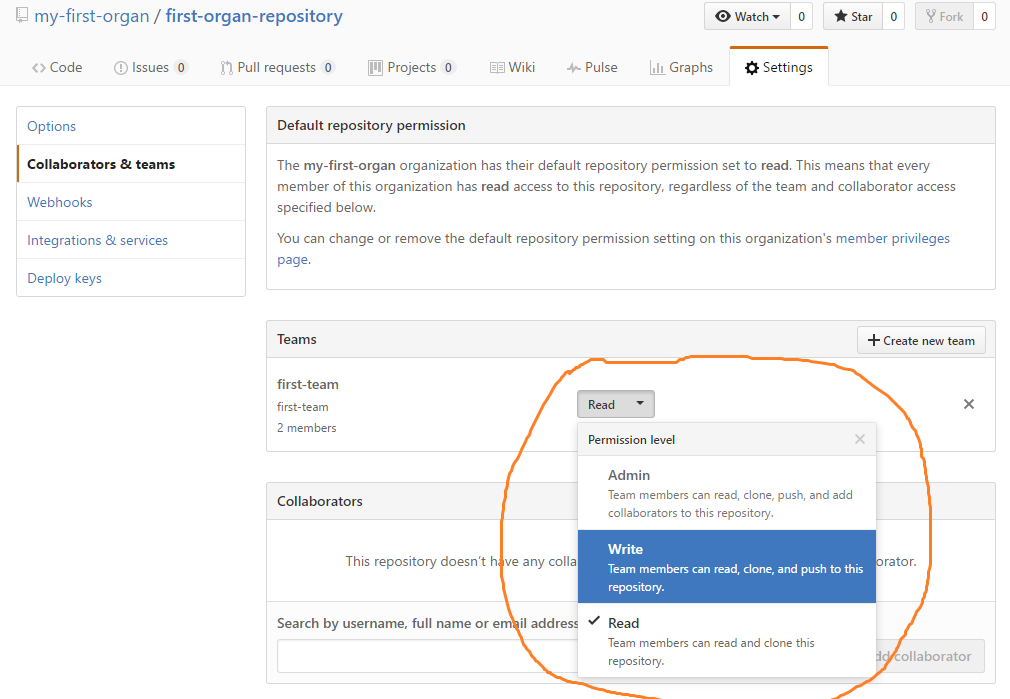 my-first-organ / first-organ-repository
Watch 0 Star 0 Fork 0
Code Issues 0 Pull requests 0 Projects 0 Wiki Pulse Graphs Settings
Options
Collaborators & teams
Webhooks
Integrations & services
Deploy keys
Default repository permission
The my-first-organ organization has their default repository permission set to read. This means that every
member of this organization has read access to this repository, regardless of the team and collaborator access
specified below.
You can change or remove the default repository permission setting on this organization's member privileges
page.
Teams
Create new team
first-team
first-team
2 members
Read
Permission level
Admin
Team members can read, clone, push, and add
collaborators to this repository.
Write
Team members can read, clone, and push to this
repository.
Read
Team members can read and clone this
repository.
Collaborators
This repository doesn't have any colla orator.
Search by username, full name or email address
dd collaborator